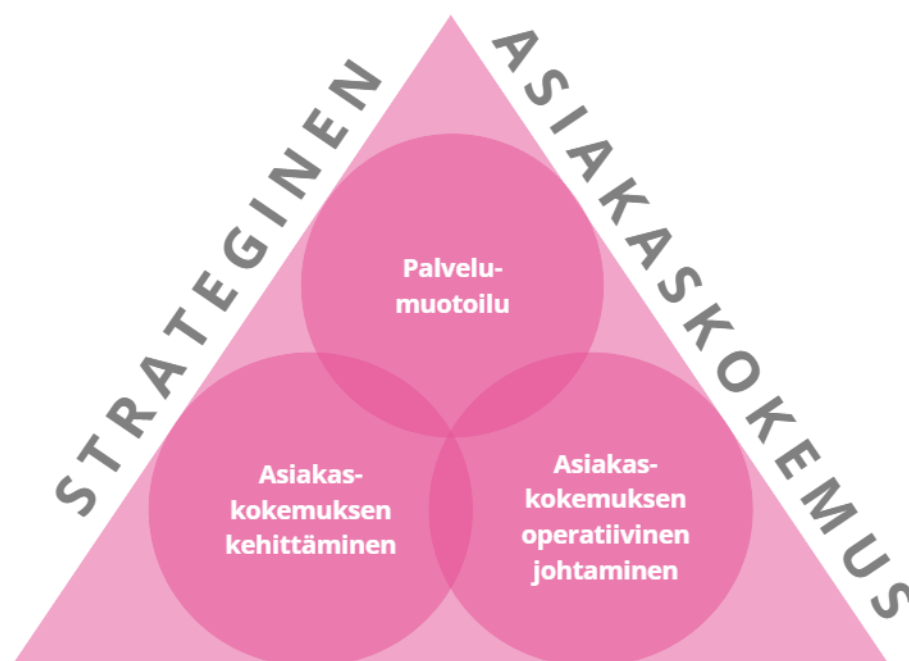 STRATEGINEN
ASIAKASKOKEMUS
Palvelu-
muotoilu
Asiakas-
kokemuksen
kehittäminen
Asiakas-
kokemuksen
operatiivinen
johtaminen